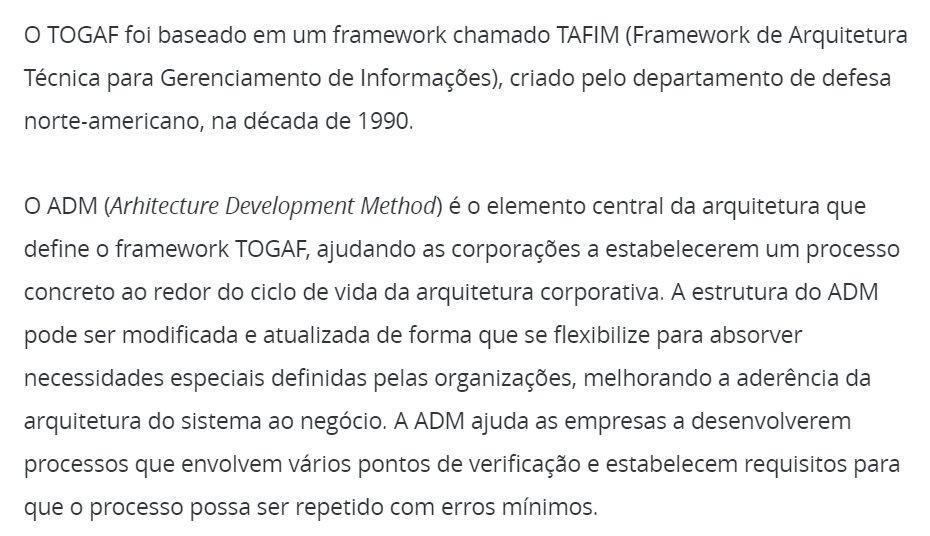 O TOGAF foi baseado em um framework chamado TAFIM (Framework de Arquitetura
Técnica para Gerenciamento de Informações), criado pelo departamento de defesa
norte-americano, na década de 1990.
O ADM (Arhitecture Development Method) é o elemento central da arquitetura que
define o framework TOGAF, ajudando as corporações a estabelecerem um processo
concreto ao redor do ciclo de vida da arquitetura corporativa. A estrutura do ADM
pode ser modificada e atualizada de forma que se flexibilize para absorver
necessidades especiais definidas pelas organizações, melhorando a aderência da
arquitetura do sistema ao negócio. A ADM ajuda as empresas a desenvolverem
processos que envolvem vários pontos de verificação e estabelecem requisitos para
que o processo possa ser repetido com erros mínimos.